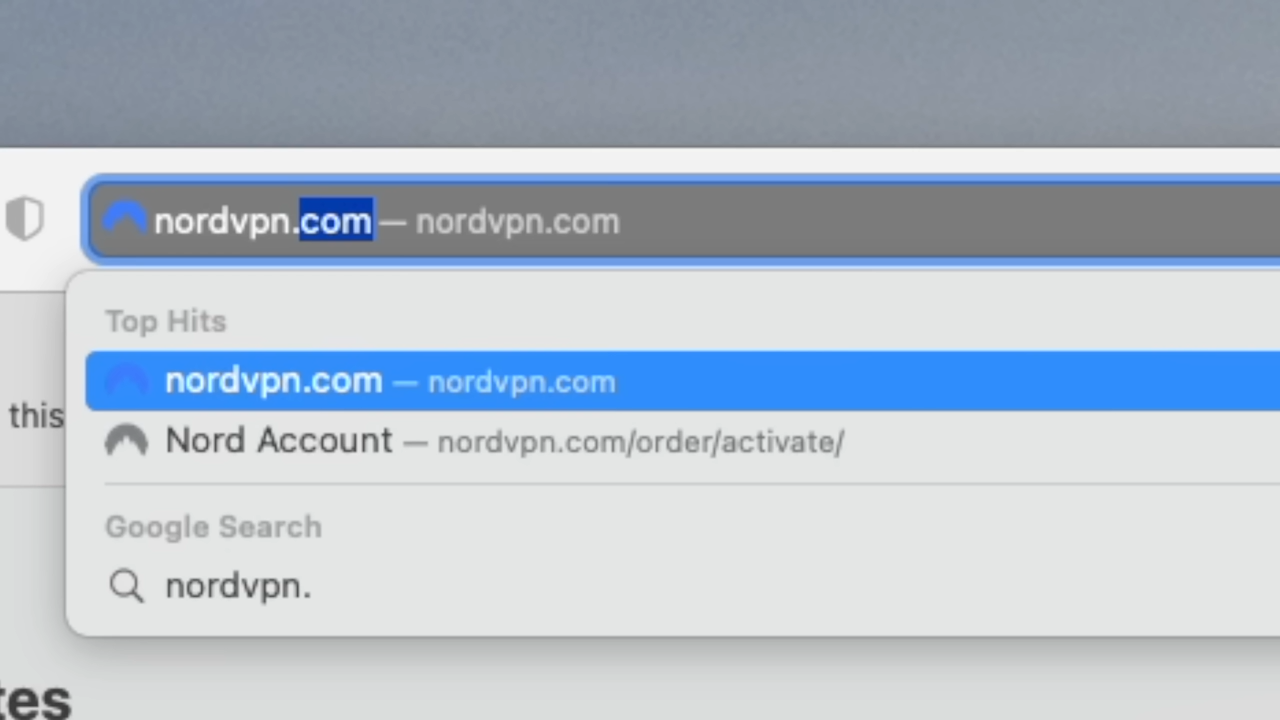 nordvpn.com — nordvpn.com
Top Hits
nordvpn.com — nordvpn.com
this
Nord Account — nordvpn.com/order/activate/
Google Search
nordvpn.
tes